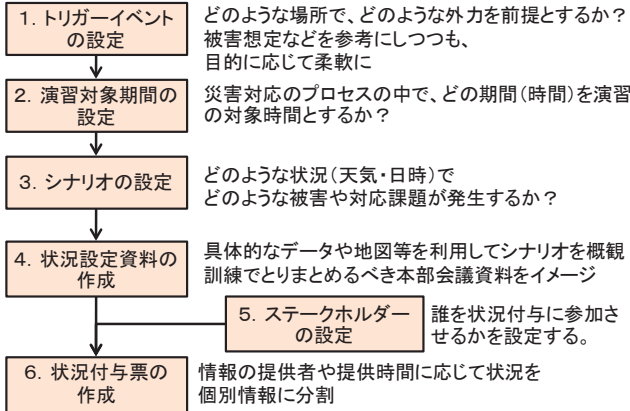 1．トリガーイベント
の設定
どのような場所で、どのような外力を前提とするか？
被害想定などを参考にしつつも、
目的に応じて柔軟に
2．演習対象期間の
設定
災害対応のプロセスの中で、どの期間（時間）を演習
の対象時間とするか？
3．シナリオの設定
どのような状況（天気・日時）で
どのような被害や対応課題が発生するか？
4．状況設定資料の
作成
具体的なデータや地図等を利用してシナリオを概観
訓練でとりまとめるべき本部会議資料をイメージ
5．ステークホルダー
の設定
誰を状況付与に参加さ
せるかを設定する。
6．状況付与票の
作成
情報の提供者や提供時間に応じて状況を
個別情報に分割